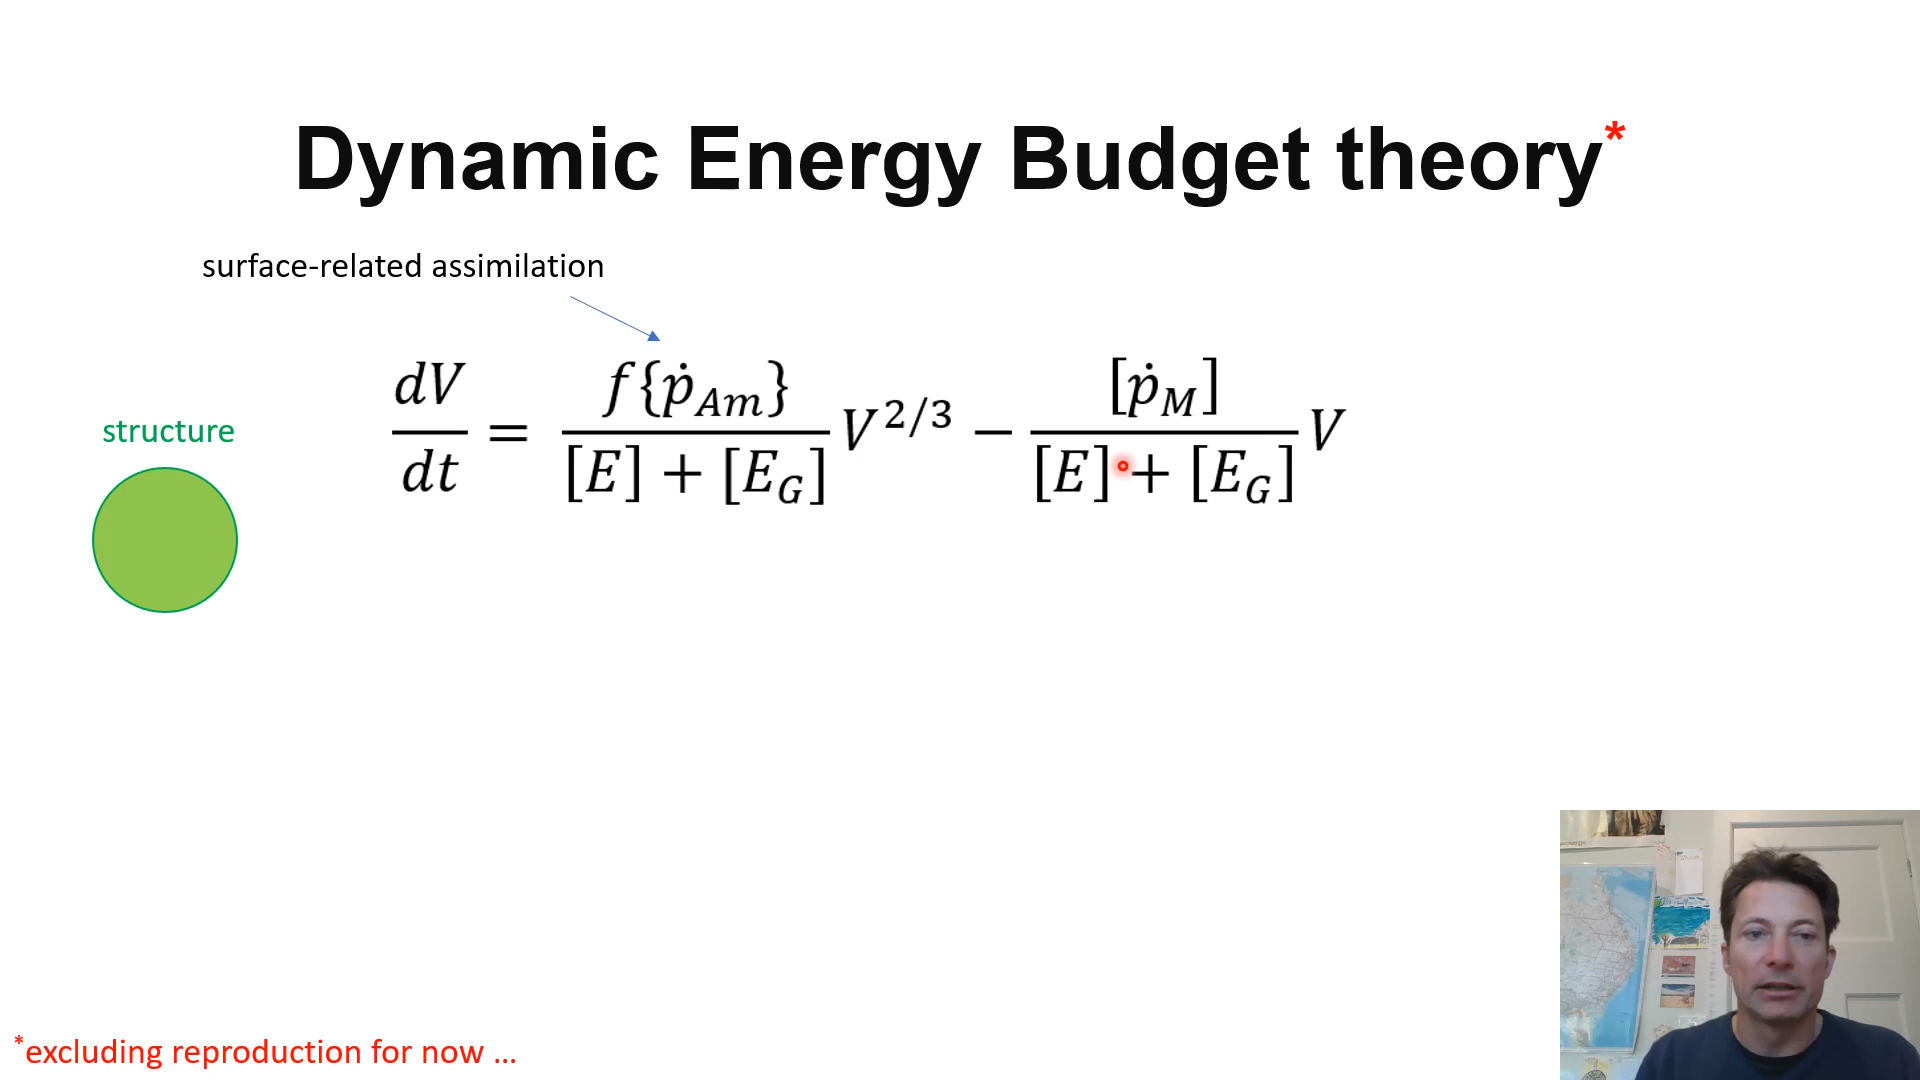 Dynamic Energy Budget theory*
surface-related assimilation
structure
dV/dt = f{ṗ_Am}/([E] + [E_G]) V^2/3 − [ṗ_M]/([E] + [E_G]) V
*excluding reproduction for now ...